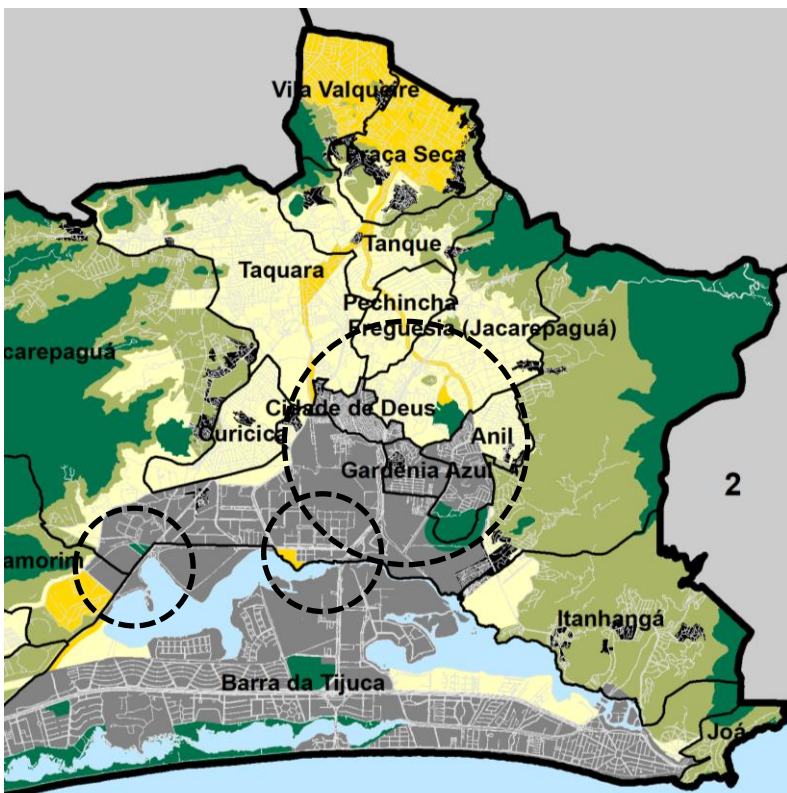 Vila Valqueire
Praça Seca
Tanque
Taquara
Pechincha
Freguesia (Jacarepaguá)
carepaguá
Cidade de Deus
Curicica
Anil
Gardênia Azul
2
amorim
Itanhangá
Barra da Tijuca
Joá